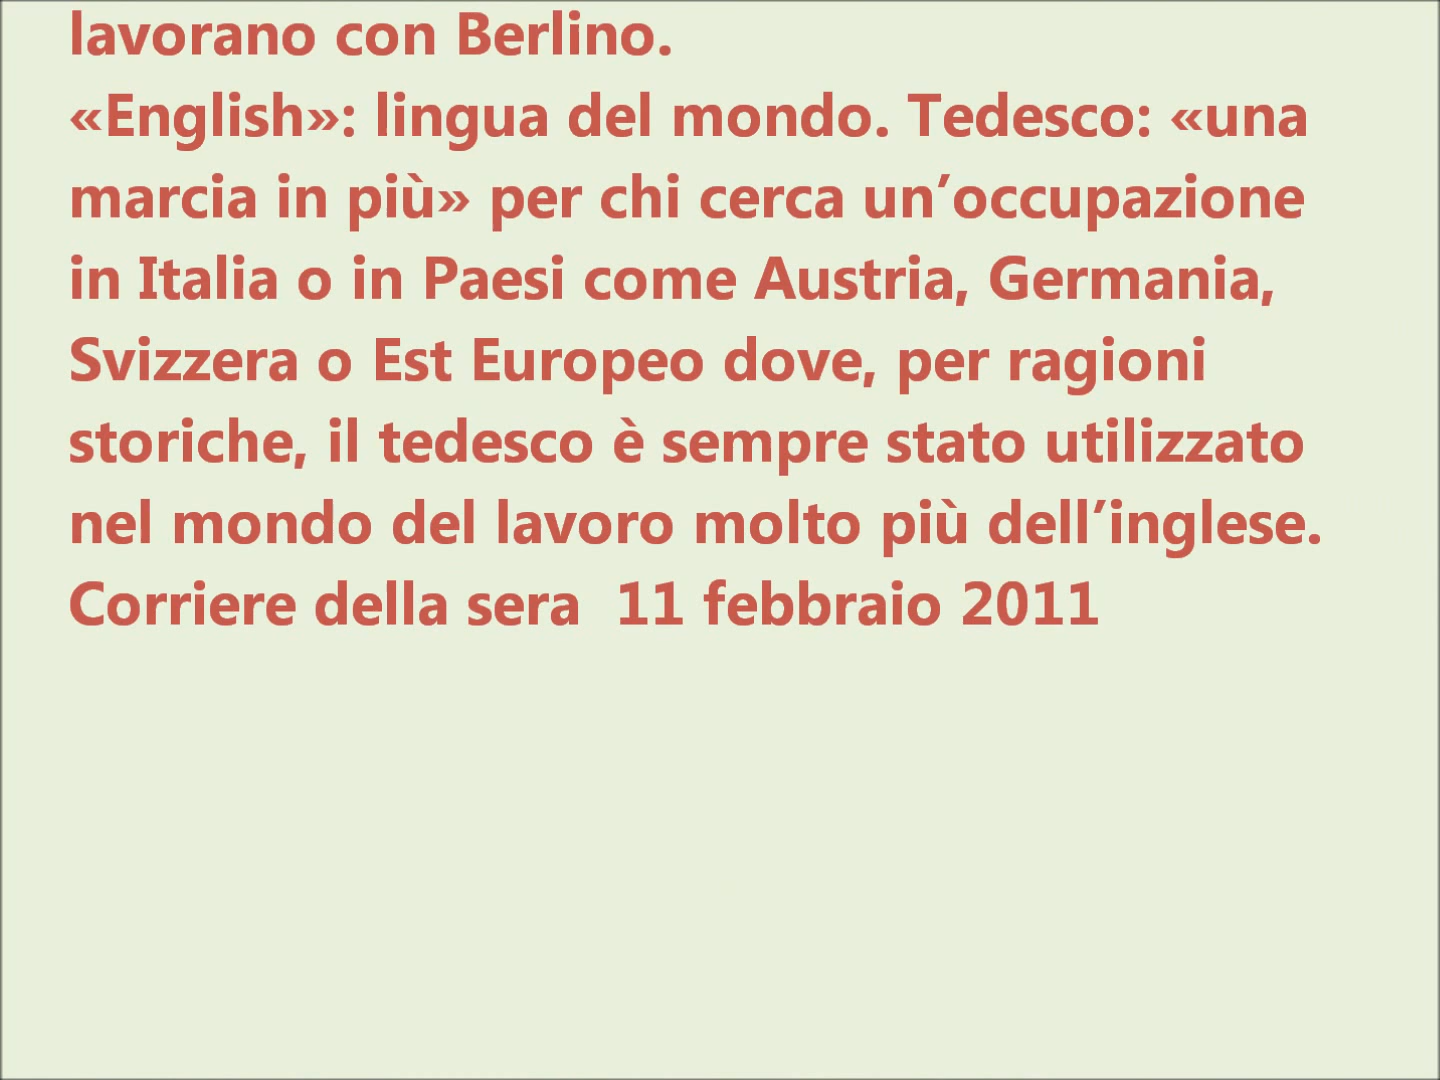 lavorano con Berlino.
«English»: lingua del mondo. Tedesco: «una
marcia in più» per chi cerca un’occupazione
in Italia o in Paesi come Austria, Germania,
Svizzera o Est Europeo dove, per ragioni
storiche, il tedesco è sempre stato utilizzato
nel mondo del lavoro molto più dell’inglese.
Corriere della sera  11 febbraio 2011